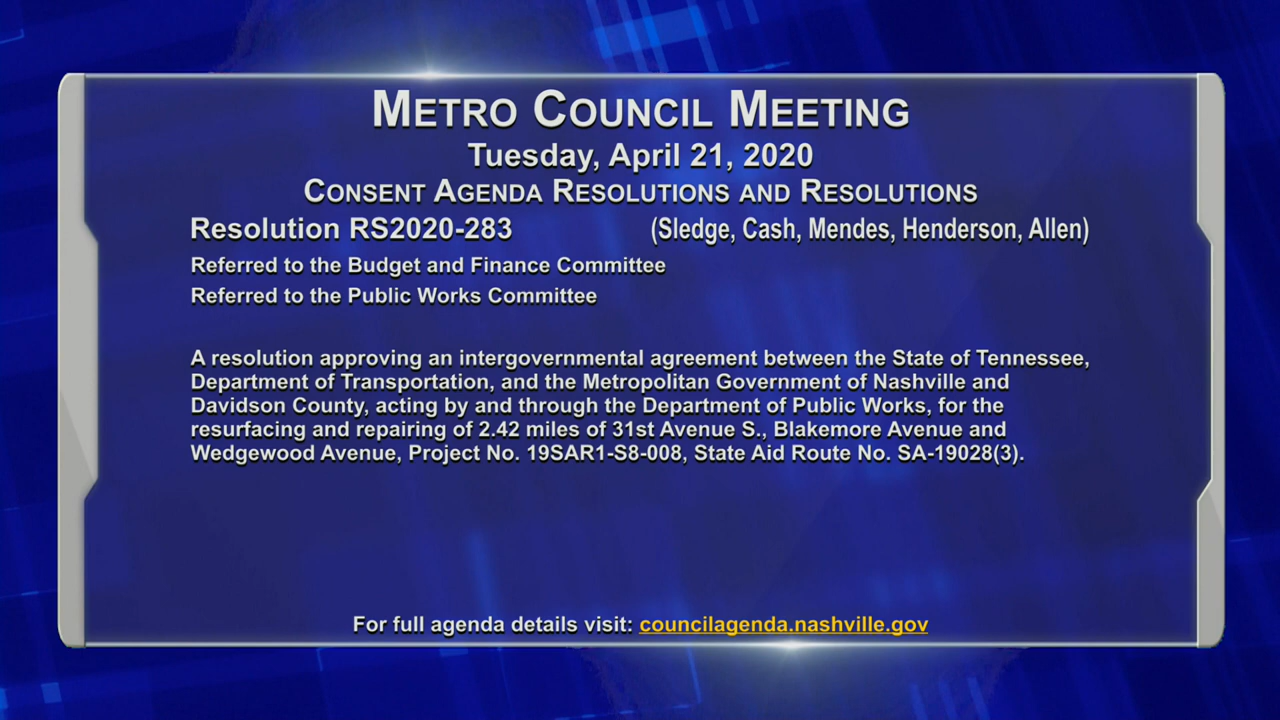 Metro Council Meeting
Tuesday, April 21, 2020
Consent Agenda Resolutions and Resolutions
Resolution RS2020-283 (Sledge, Cash, Mendes, Henderson, Allen)
Referred to the Budget and Finance Committee
Referred to the Public Works Committee
A resolution approving an intergovernmental agreement between the State of Tennessee,
Department of Transportation, and the Metropolitan Government of Nashville and
Davidson County, acting by and through the Department of Public Works, for the
resurfacing and repairing of 2.42 miles of 31st Avenue S., Blakemore Avenue and
Wedgewood Avenue, Project No. 19SAR1-S8-008, State Aid Route No. SA-19028(3).
For full agenda details visit: councilagenda.nashville.gov